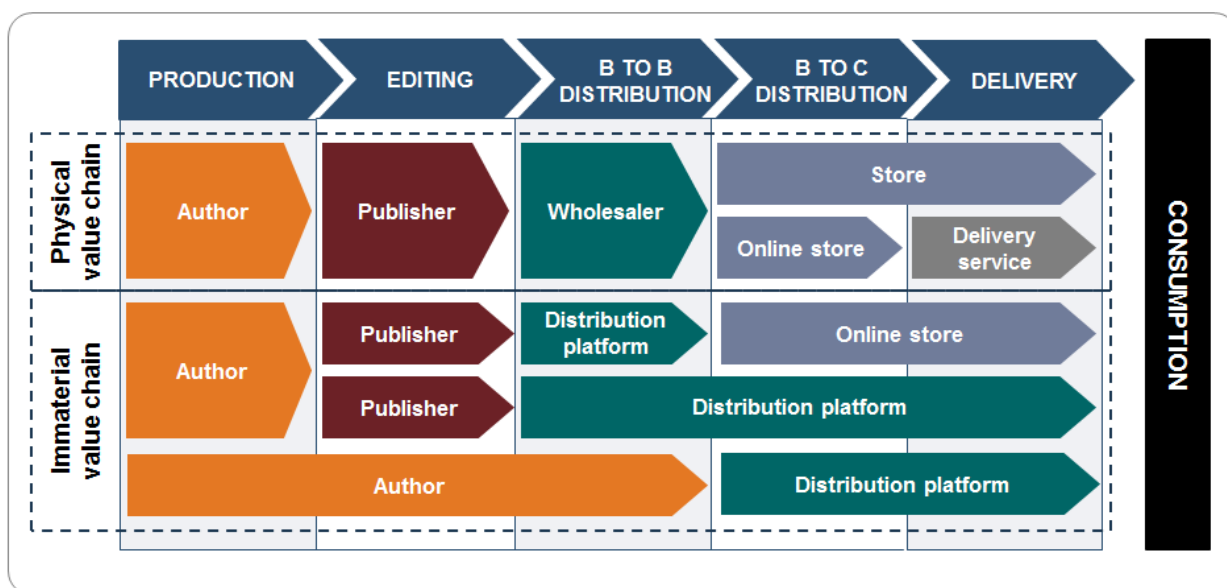 PRODUCTION
EDITING
B TO B
DISTRIBUTION
B TO C
DISTRIBUTION
DELIVERY
Physical
value chain
Author
Publisher
Wholesaler
Store
Online store
Delivery
service
Immaterial
value chain
Author
Publisher
Distribution
platform
Online store
Publisher
Distribution platform
Author
Distribution platform
CONSUMPTION